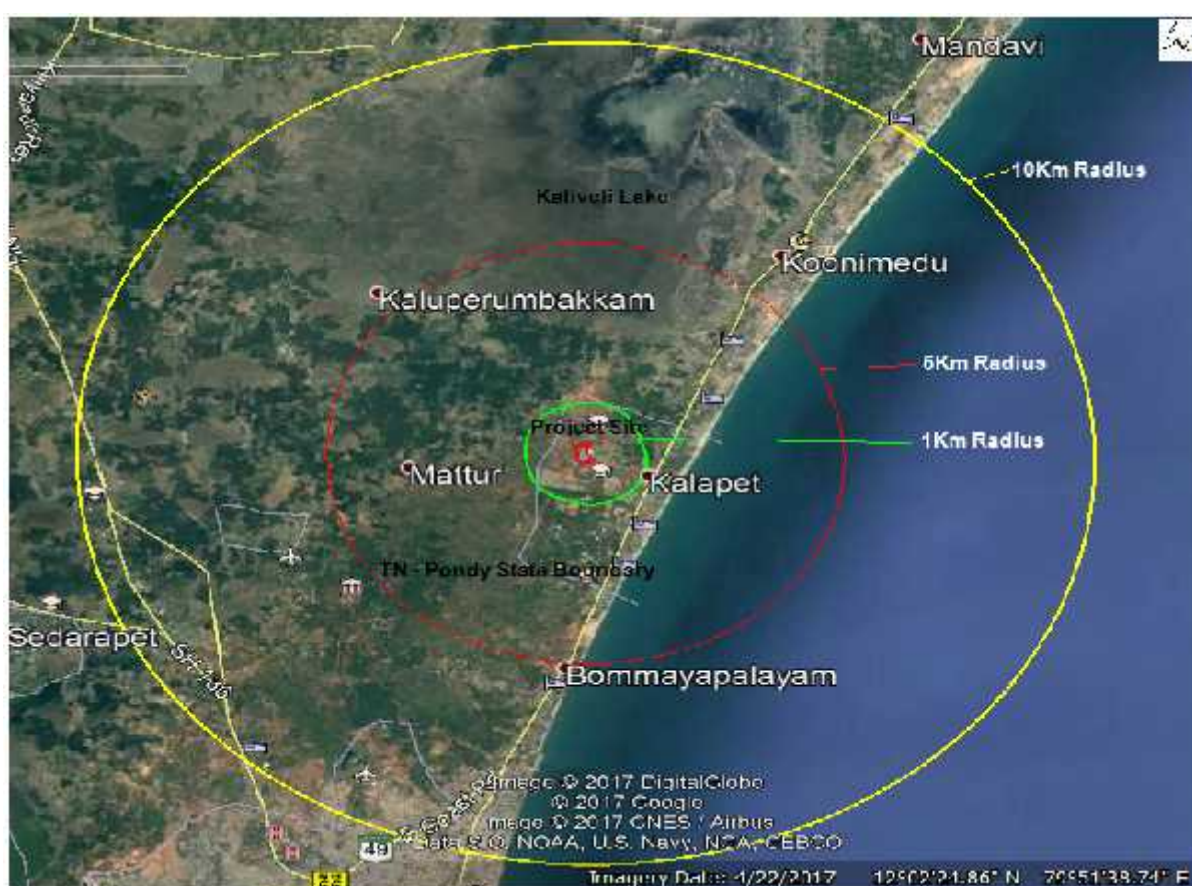 Mandavi
10Km Radius
Kaliveli Lake
Koonimedu
Kaluperumbakkam
5Km Radius
Project Site
1Km Radius
Mattur
Kalapet
TN - Pondy State Boundary
Sedarapet
Bommayapalayam
Image © 2017 DigitalGlobe
© 2017 Google
Image © 2017 CNES / Airbus
Data SIO, NOAA, U.S. Navy, NGA, GEBCO
49
22
Imagery Date: 4/22/2017